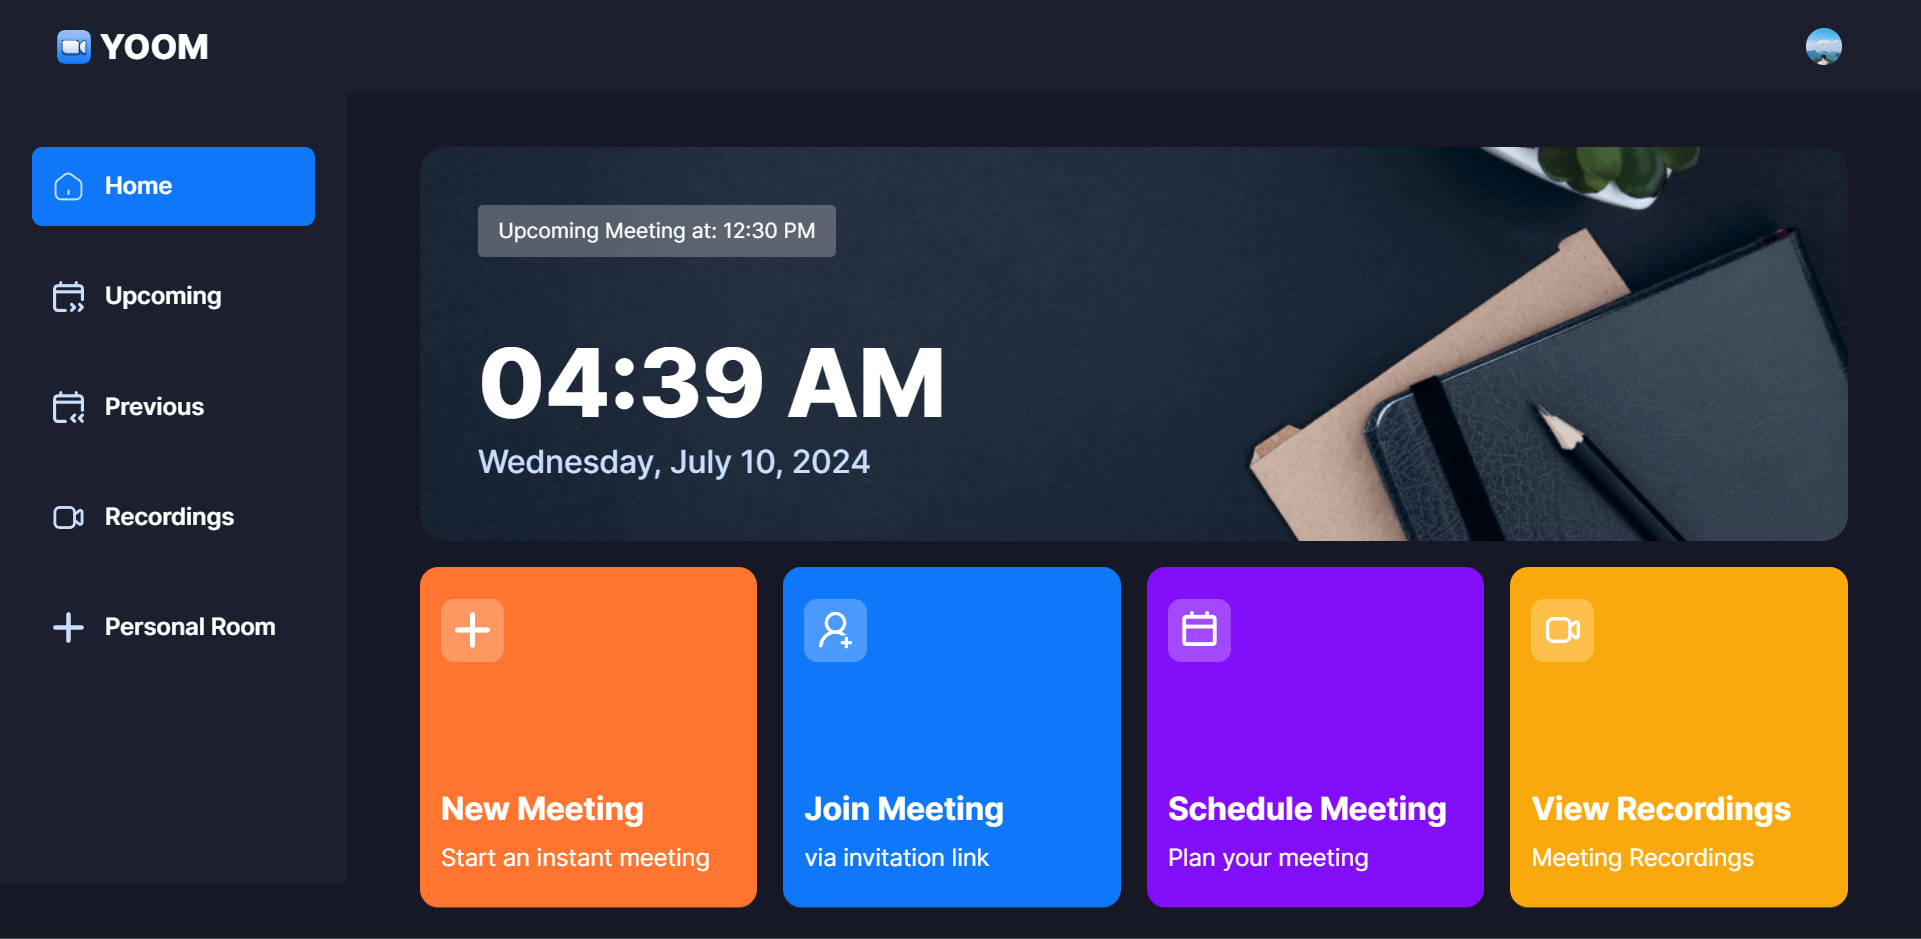 YOOM
Home
Upcoming
Previous
Recordings
Personal Room
Upcoming Meeting at: 12:30 PM
04:39 AM
Wednesday, July 10, 2024
New Meeting
Start an instant meeting
Join Meeting
via invitation link
Schedule Meeting
Plan your meeting
View Recordings
Meeting Recordings